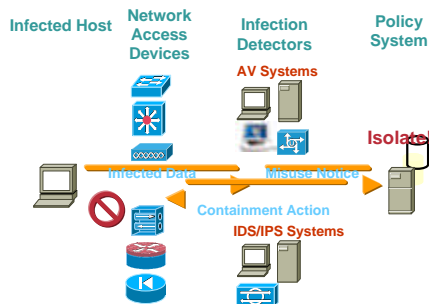 Infected Host
Network
Access
Devices
Infection
Detectors
Policy
System
AV Systems
Isolate!
Infected Data
Misuse Notice
Containment Action
IDS/IPS Systems